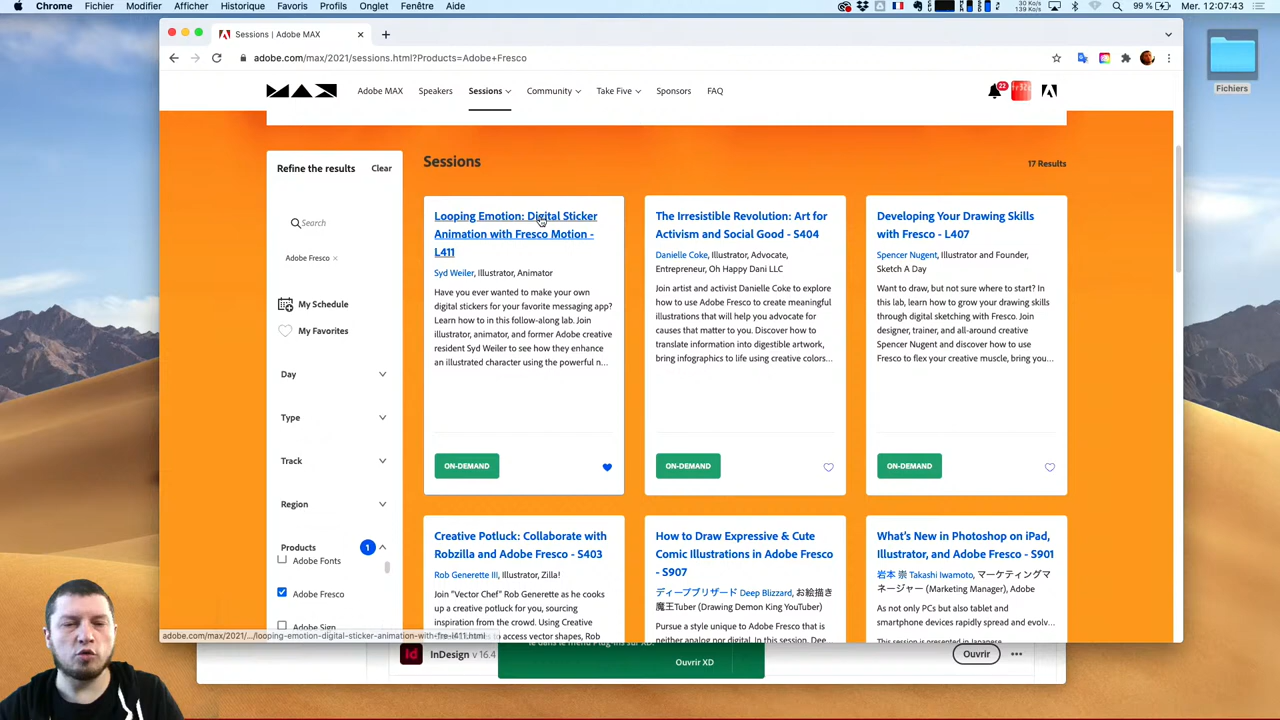 Chrome Fichier Modifier Afficher Historique Favoris Profils Onglet Fenêtre Aide
30 Ko/s
139 Ko/s
99 % Mer. 12:07:43
Sessions | Adobe MAX
adobe.com/max/2021/sessions.html?Products=Adobe+Fresco
Fichiers
MAX Adobe MAX Speakers Sessions Community Take Five Sponsors FAQ
22
Refine the results Clear
Search
Adobe Fresco ×
My Schedule
My Favorites
Day
Type
Track
Region
Products 1
Adobe Fonts
Adobe Fresco
Adobe Sign
Sessions
17 Results
Looping Emotion: Digital Sticker
Animation with Fresco Motion -
L411
Syd Weiler, Illustrator, Animator
Have you ever wanted to make your own
digital stickers for your favorite messaging app?
Learn how to in this follow-along lab. Join
illustrator, animator, and former Adobe creative
resident Syd Weiler to see how they enhance
an illustrated character using the powerful n...
ON-DEMAND
The Irresistible Revolution: Art for
Activism and Social Good - S404
Danielle Coke, Illustrator, Advocate,
Entrepreneur, Oh Happy Dani LLC
Join artist and activist Danielle Coke to explore
how to use Adobe Fresco to create meaningful
illustrations that will help you advocate for
causes that matter to you. Discover how to
translate information into digestible artwork,
bring infographics to life using creative colors...
ON-DEMAND
Developing Your Drawing Skills
with Fresco - L407
Spencer Nugent, Illustrator and Founder,
Sketch A Day
Want to draw, but not sure where to start? In
this lab, learn how to grow your drawing skills
through digital sketching with Fresco. Join
designer, trainer, and all-around creative
Spencer Nugent and discover how to use
Fresco to flex your creative muscle, bring you...
ON-DEMAND
Creative Potluck: Collaborate with
Robzilla and Adobe Fresco - S403
Rob Generette III, Illustrator, Zilla!
Join "Vector Chef" Rob Generette as he cooks
up a creative potluck for you, sourcing
inspiration from the crowd. Using Creative
to access vector shapes, Rob
How to Draw Expressive & Cute
Comic Illustrations in Adobe Fresco
- S907
ディープブリザード Deep Blizzard, お絵描き
魔王Tuber (Drawing Demon King YouTuber)
Pursue a style unique to Adobe Fresco that is
neither analog nor digital. In this session, Dee
What's New in Photoshop on iPad,
Illustrator, and Adobe Fresco - S901
岩本 崇 Takashi Iwamoto, マーケティングマ
ネージャー (Marketing Manager), Adobe
As not only PCs but also tablet and
smartphone devices rapidly spread and evolv...
This session is presented in Japanese
adobe.com/max/2021/.../looping-emotion-digital-sticker-animation-with-fre-l411.html
Id InDesign v 16.4
Ouvrir XD
Ouvrir